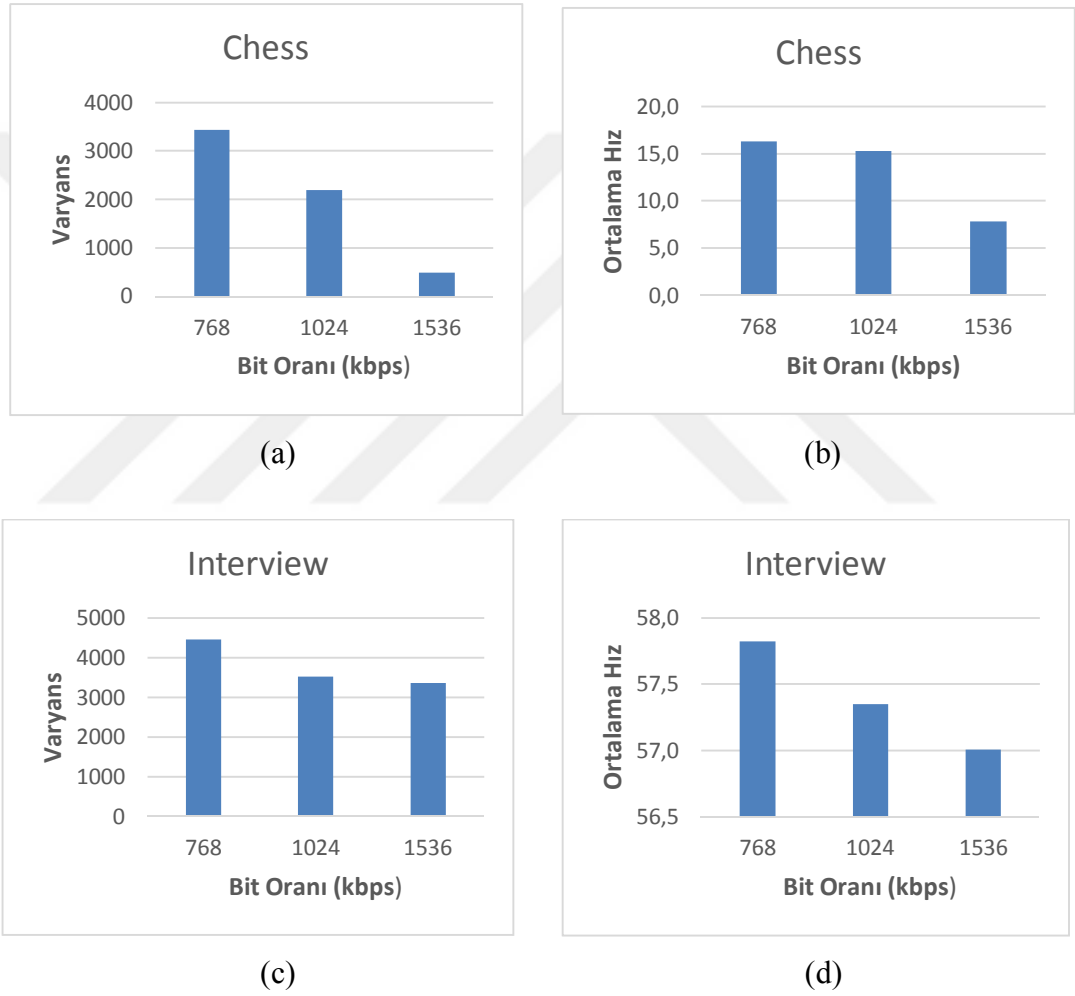 Chess
Varyans
4000
3000
2000
1000
0
768 1024 1536
Bit Oranı (kbps)
(a)
Chess
Ortalama Hız
20,0
15,0
10,0
5,0
0,0
768 1024 1536
Bit Oranı (kbps)
(b)
Interview
Varyans
5000
4000
3000
2000
1000
0
768 1024 1536
Bit Oranı (kbps)
(c)
Interview
Ortalama Hız
58,0
57,5
57,0
56,5
768 1024 1536
Bit Oranı (kbps)
(d)